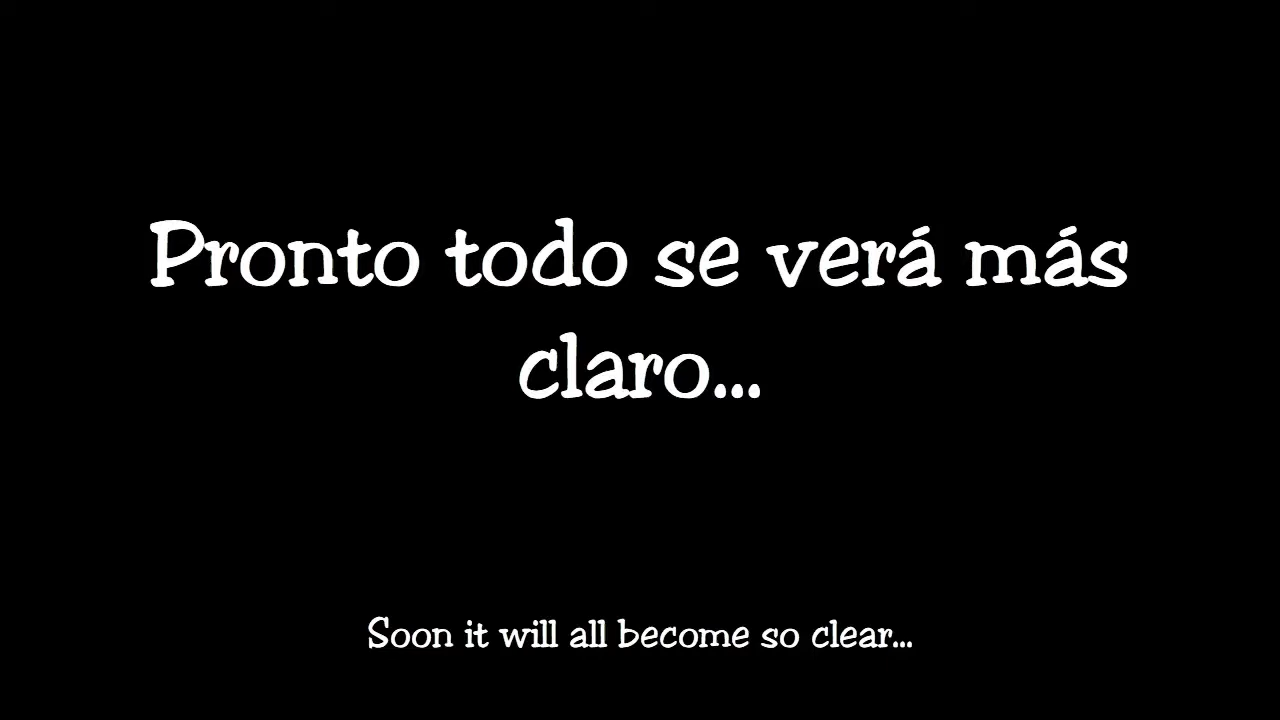 Pronto todo se verá más
claro...
Soon it will all become so clear...